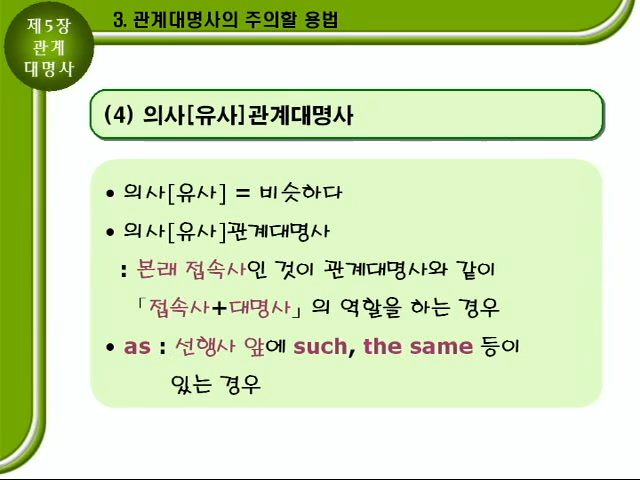 제5장
관계
대명사
3. 관계대명사의 주의할 용법
(4) 의사[유사]관계대명사
• 의사[유사] = 비슷하다
• 의사[유사]관계대명사
: 본래 접속사인 것이 관계대명사와 같이
「접속사+대명사」의 역할을 하는 경우
• as : 선행사 앞에 such, the same 등이
있는 경우